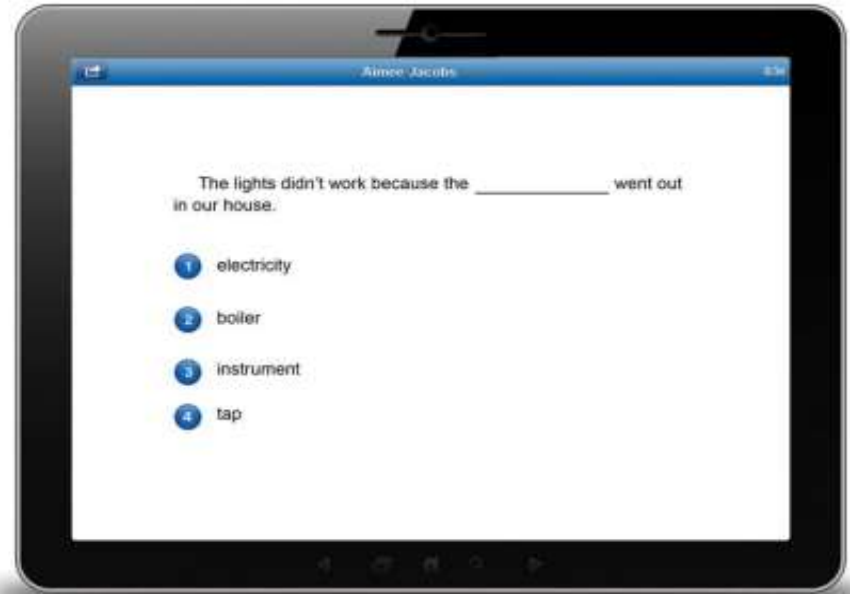 Aimee Jacobs
The lights didn't work because the _____________ went out
in our house.
1 electricity
2 boiler
3 instrument
4 tap